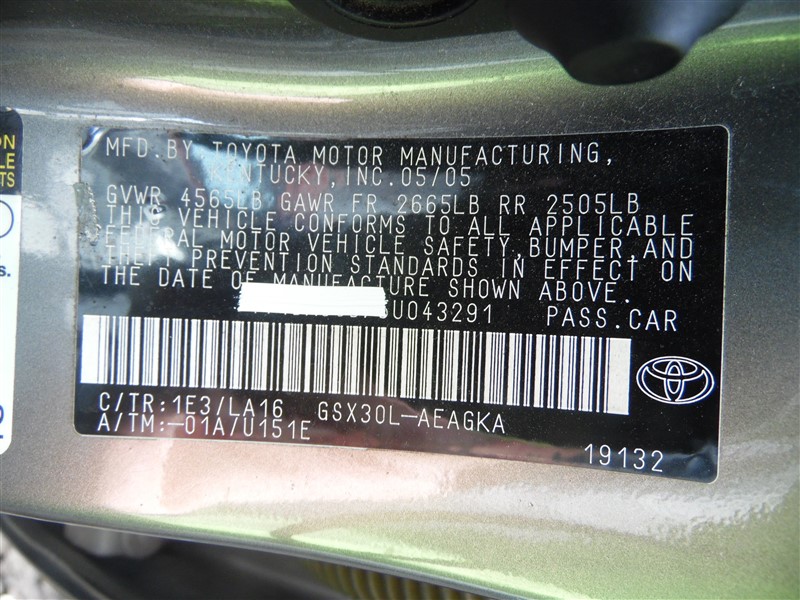 MFD.BY TOYOTA MOTOR MANUFACTURING,
KENTUCKY,INC.05/05
GVWR 4565LB GAWR FR 2665LB RR 2505LB
THIS VEHICLE CONFORMS TO ALL APPLICABLE
FEDERAL MOTOR VEHICLE SAFETY,BUMPER,AND
THEFT PREVENTION STANDARDS IN EFFECT ON
THE DATE OF MANUFACTURE SHOWN ABOVE.
U043291 PASS.CAR
C/TR:1E3/LA16 GSX30L-AEAGKA
A/TM:-01A/U151E
19132